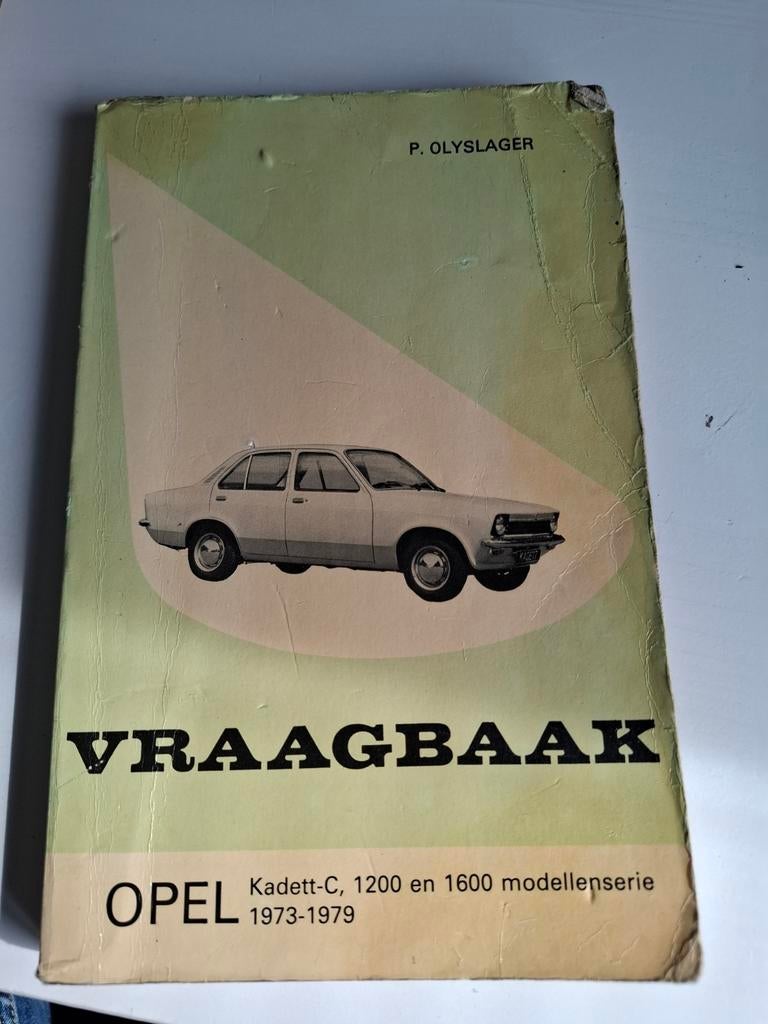 P. OLYSLAGER
VRAAGBAAK
OPEL Kadett-C, 1200 en 1600 modellenserie
1973-1979